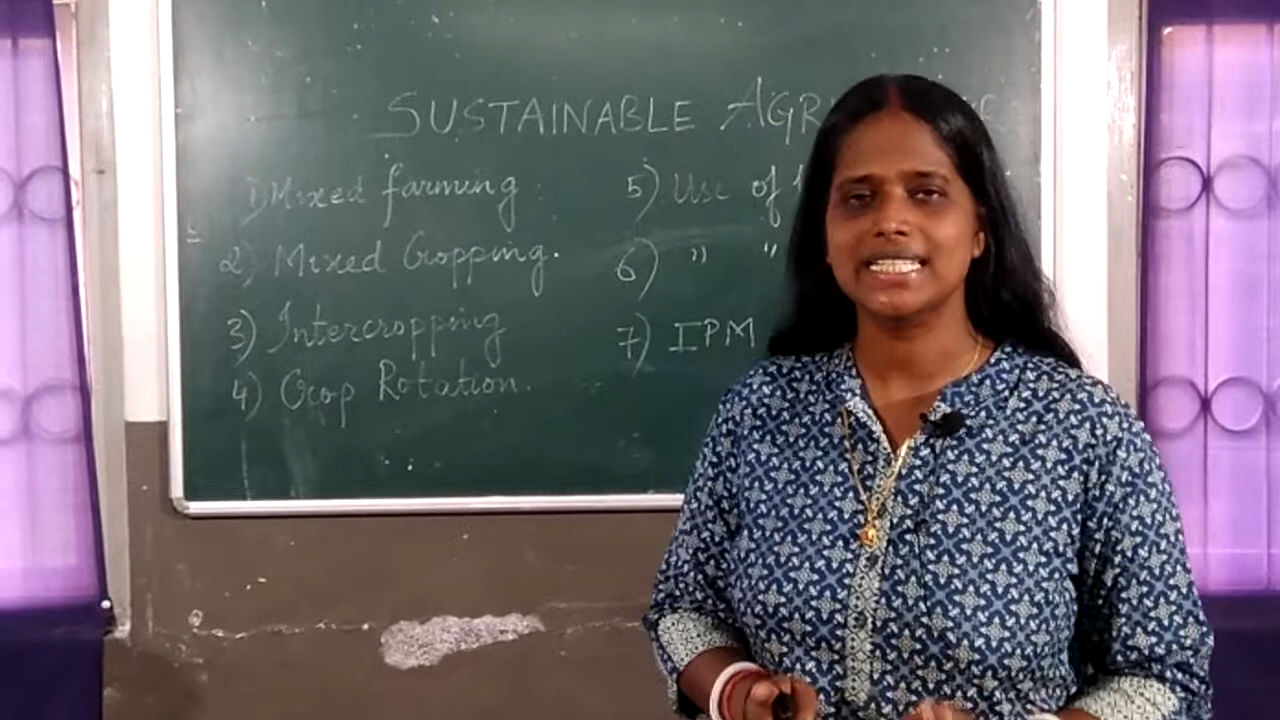 SUSTAINABLE AGR
1) Mixed farming :
2) Mixed Cropping.
3) Intercropping
4) Crop Rotation.
5) Use of
6) " "
7) IPM